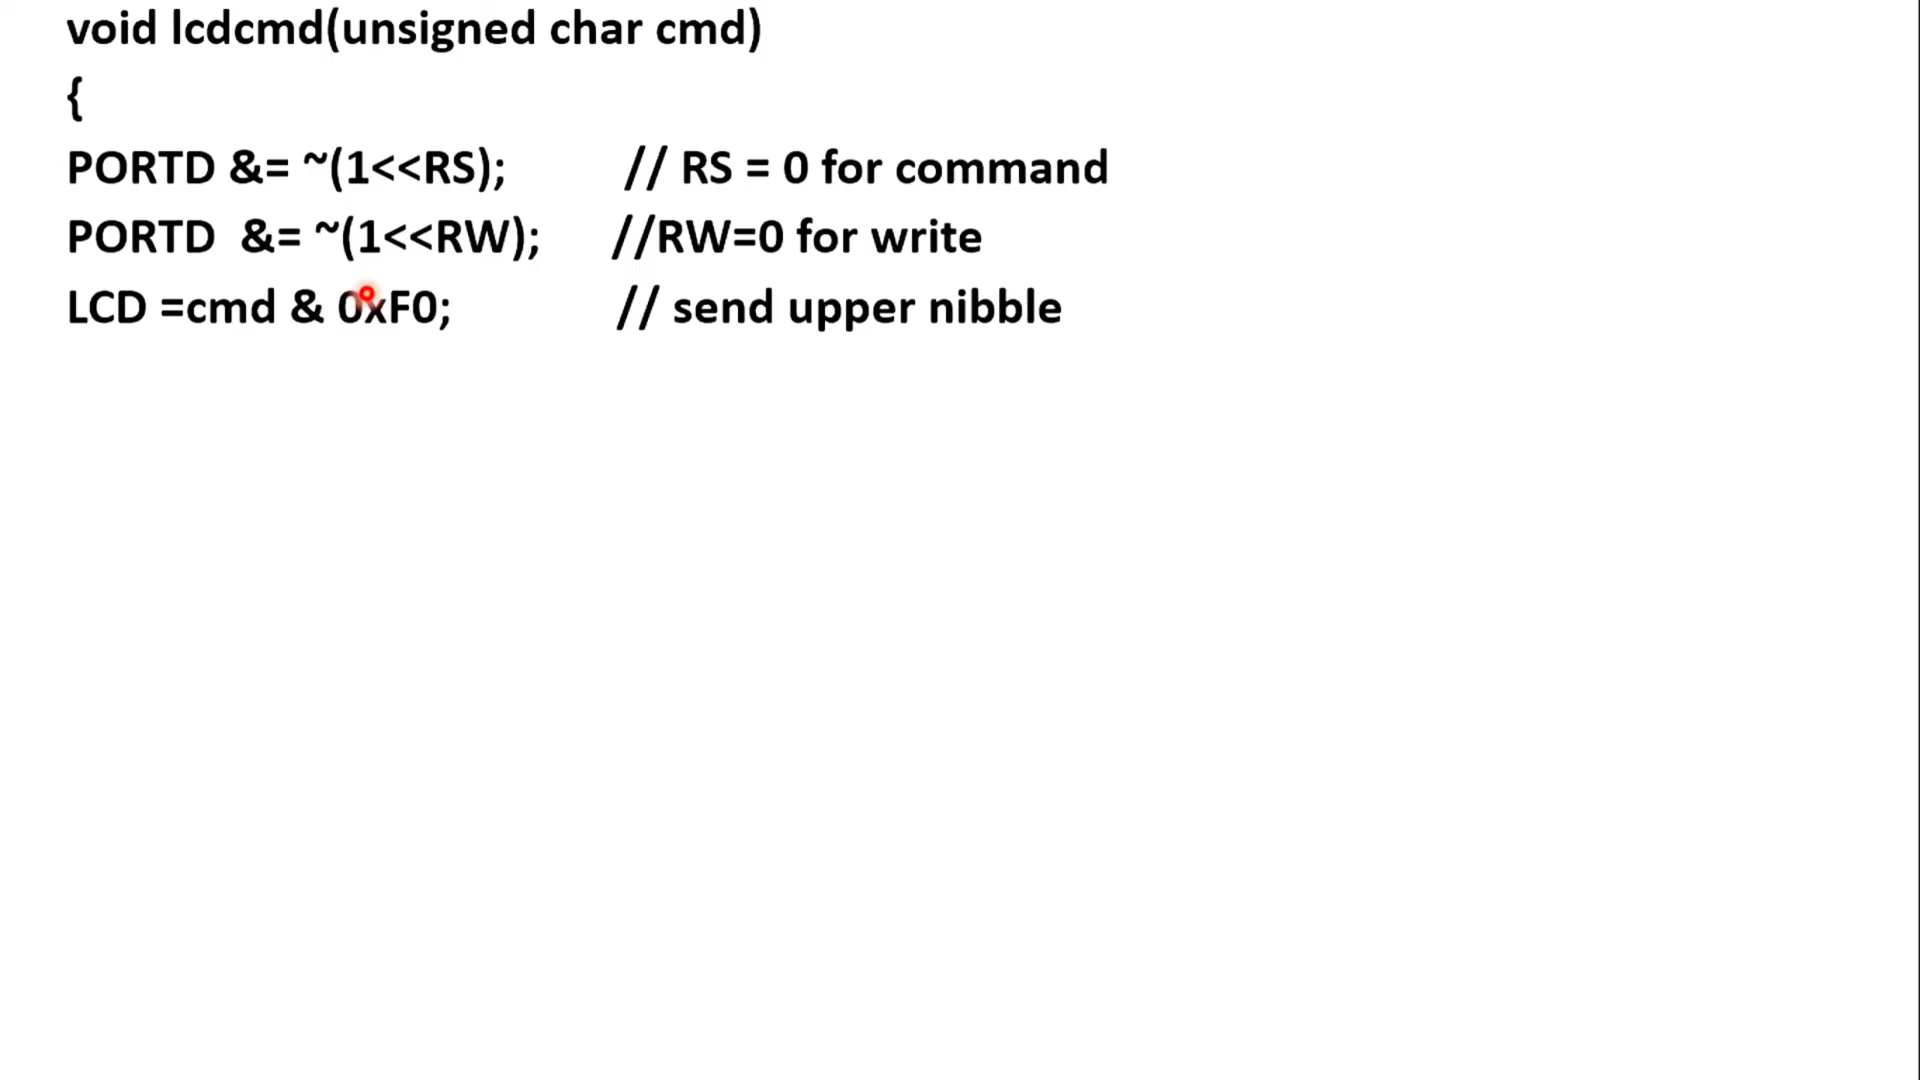 void lcdcmd(unsigned char cmd)
{
PORTD &= ~(1<<RS); // RS = 0 for command
PORTD &= ~(1<<RW); //RW=0 for write
LCD =cmd & 0xF0; // send upper nibble